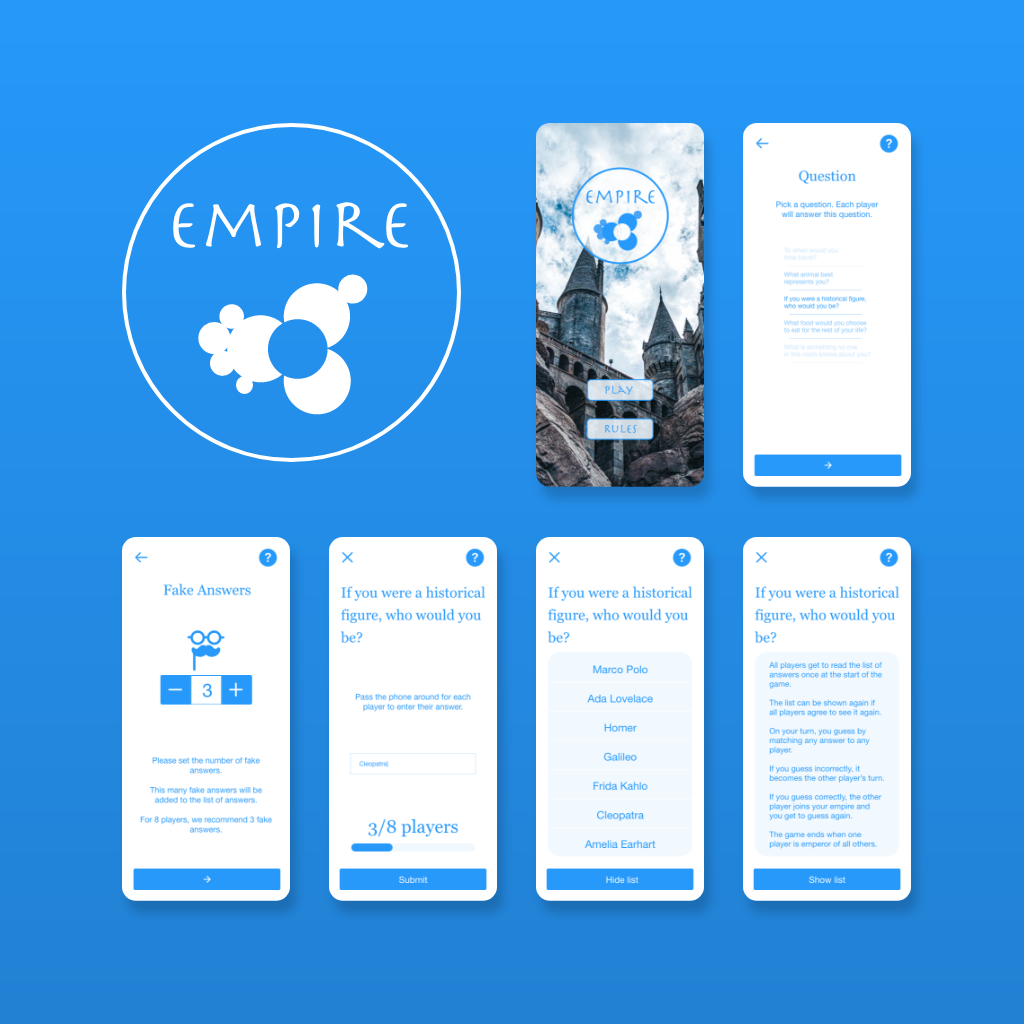 EMPIRE
EMPIRE
PLAY
RULES
?
Question
Pick a question. Each player
will answer this question.
To when would you
time travel?
What animal best
represents you?
If you were a historical figure,
who would you be?
What food would you choose
to eat for the rest of your life?
What is something no one
in this room knows about you?
?
Fake Answers
3
Please set the number of fake
answers.
This many fake answers will be
added to the list of answers.
For 8 players, we recommend 3 fake
answers.
?
If you were a historical
figure, who would you
be?
Pass the phone around for each
player to enter their answer.
Cleopatra
3/8 players
Submit
?
If you were a historical
figure, who would you
be?
Marco Polo
Ada Lovelace
Homer
Galileo
Frida Kahlo
Cleopatra
Amelia Earhart
Hide list
?
If you were a historical
figure, who would you
be?
All players get to read the list of
answers once at the start of the
game.
The list can be shown again if
all players agree to see it again.
On your turn, you guess by
matching any answer to any
player.
If you guess incorrectly, it
becomes the other player's turn.
If you guess correctly, the other
player joins your empire and
you get to guess again.
The game ends when one
player is emperor of all others.
Show list